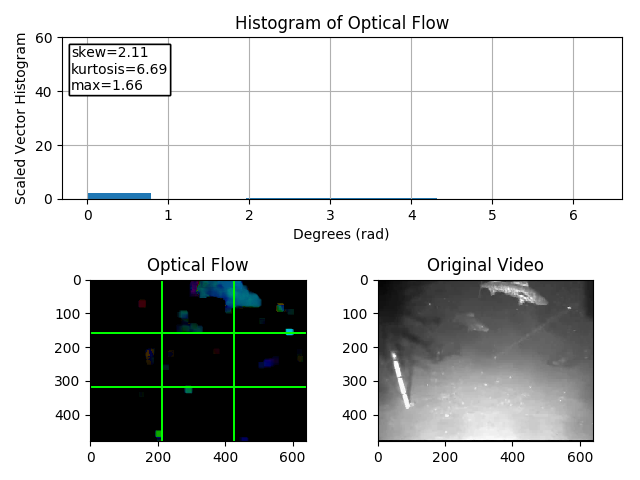 Histogram of Optical Flow
60
40
20
0
Scaled Vector Histogram
skew=2.11
kurtosis=6.69
max=1.66
0 1 2 3 4 5 6
Degrees (rad)
Optical Flow
0
100
200
300
400
0 200 400 600
Original Video
0
100
200
300
400
0 200 400 600